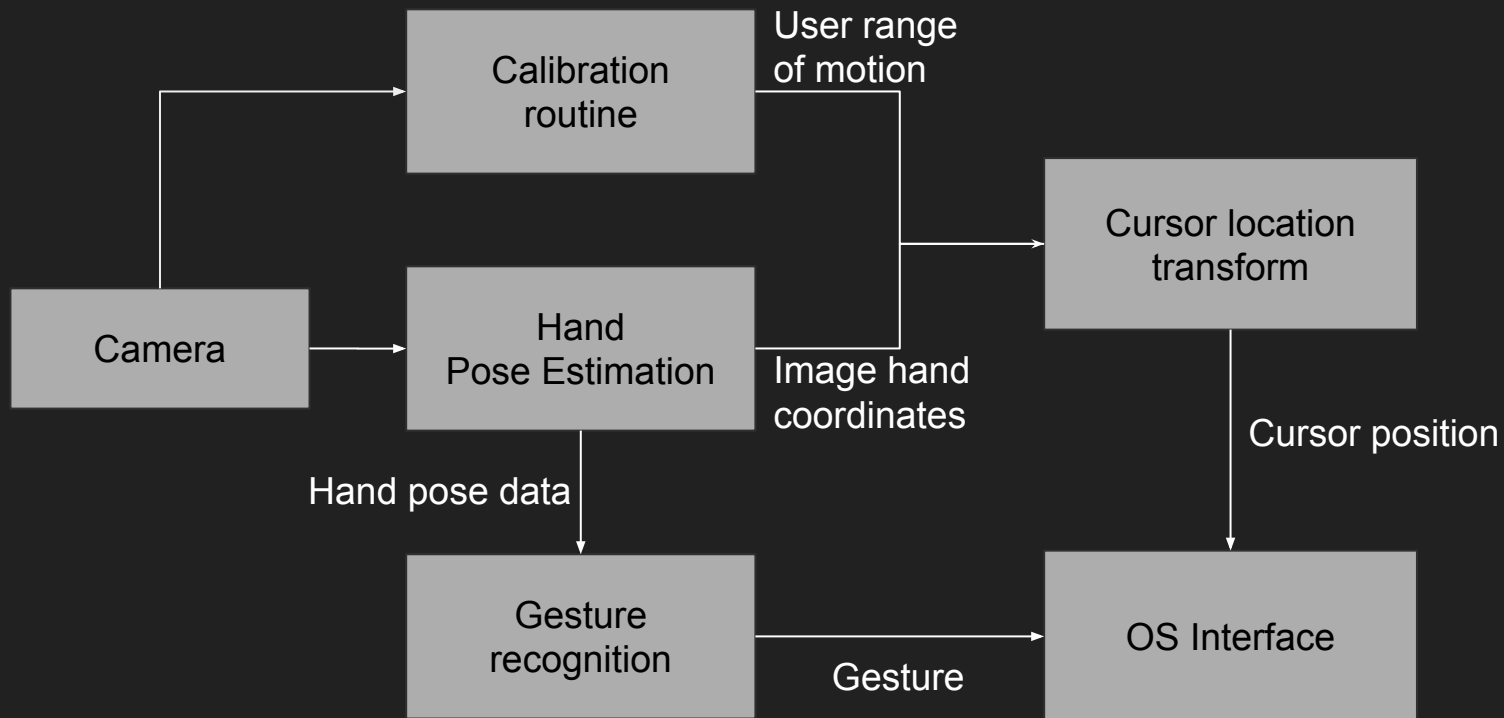 Calibration
routine
User range
of motion
Camera
Hand
Pose Estimation
Image hand
coordinates
Cursor location
transform
Hand pose data
Cursor position
Gesture
recognition
Gesture
OS Interface